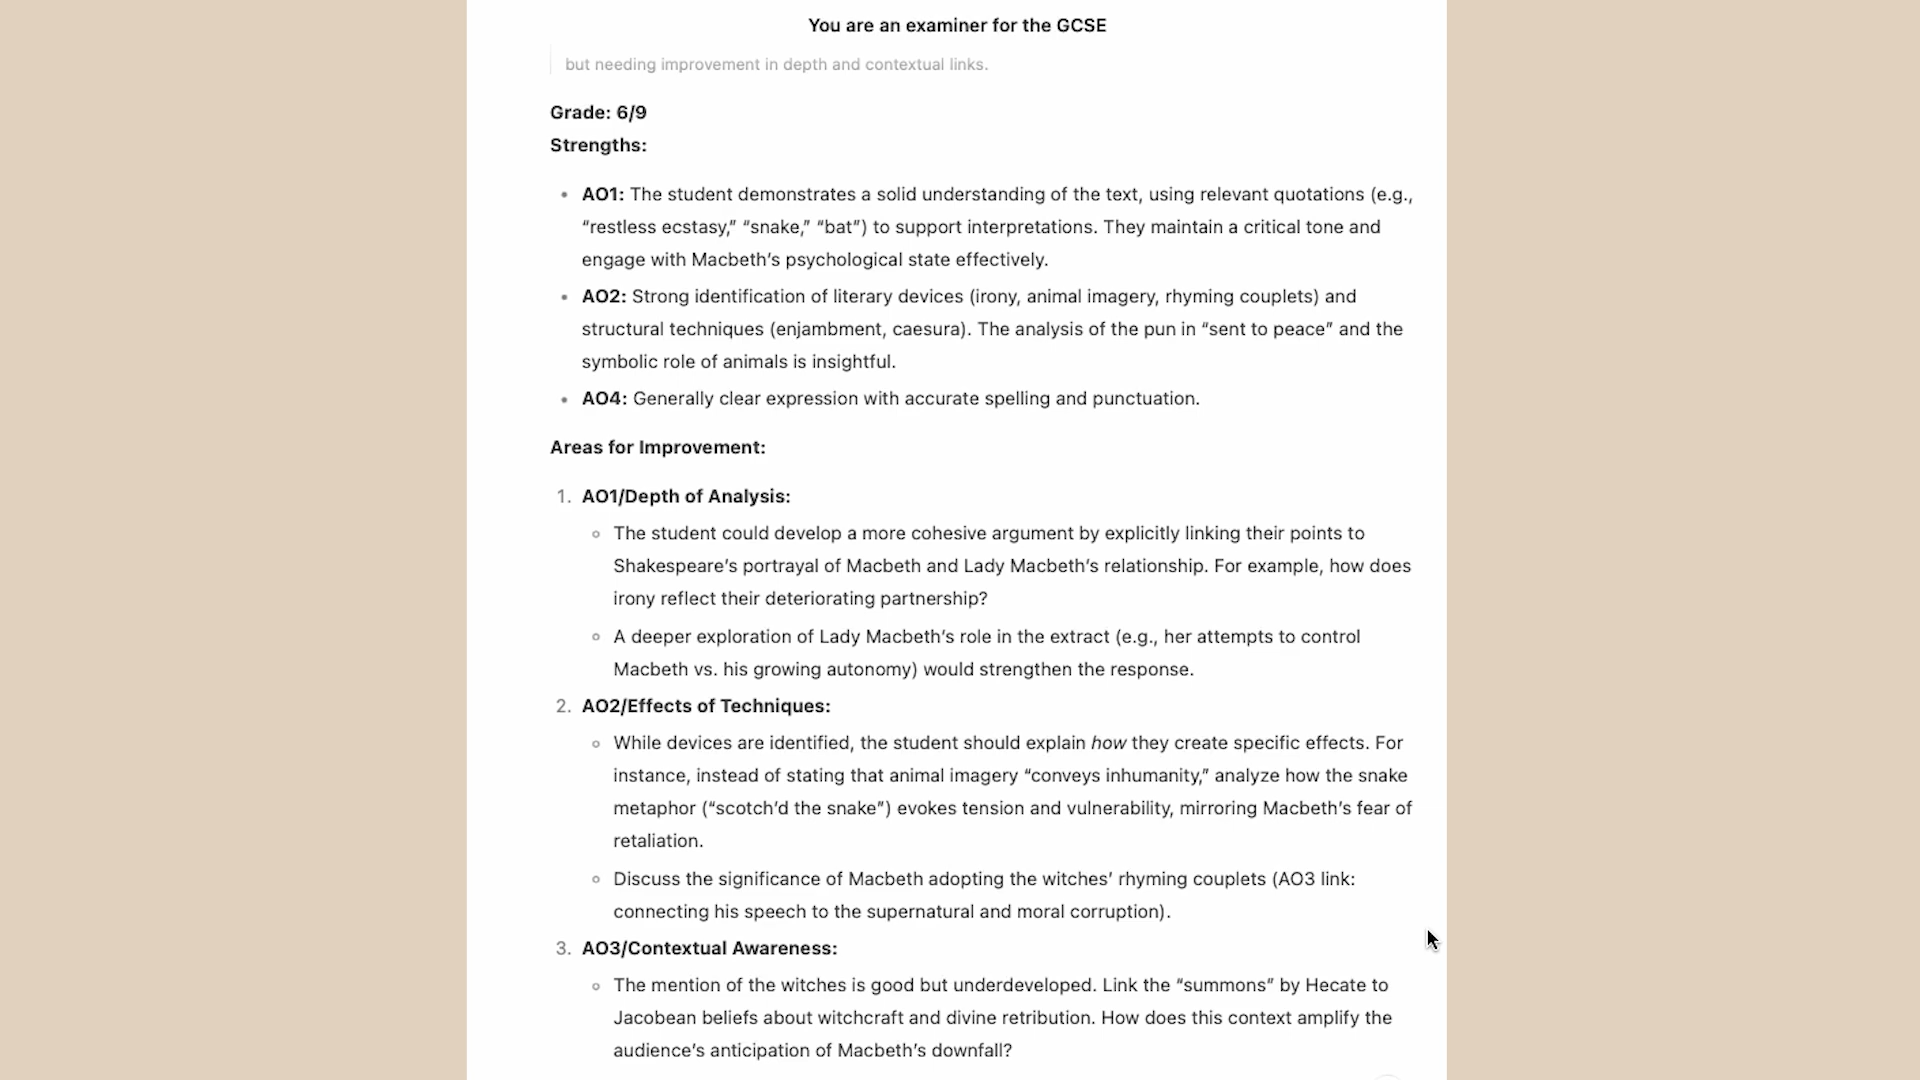 You are an examiner for the GCSE
but needing improvement in depth and contextual links.
Grade: 6/9
Strengths:
• AO1: The student demonstrates a solid understanding of the text, using relevant quotations (e.g.,
“restless ecstasy,” “snake,” “bat”) to support interpretations. They maintain a critical tone and
engage with Macbeth’s psychological state effectively.
• AO2: Strong identification of literary devices (irony, animal imagery, rhyming couplets) and
structural techniques (enjambment, caesura). The analysis of the pun in “sent to peace” and the
symbolic role of animals is insightful.
• AO4: Generally clear expression with accurate spelling and punctuation.
Areas for Improvement:
1. AO1/Depth of Analysis:
◦ The student could develop a more cohesive argument by explicitly linking their points to
Shakespeare’s portrayal of Macbeth and Lady Macbeth’s relationship. For example, how does
irony reflect their deteriorating partnership?
◦ A deeper exploration of Lady Macbeth’s role in the extract (e.g., her attempts to control
Macbeth vs. his growing autonomy) would strengthen the response.
2. AO2/Effects of Techniques:
◦ While devices are identified, the student should explain how they create specific effects. For
instance, instead of stating that animal imagery “conveys inhumanity,” analyze how the snake
metaphor (“scotch’d the snake”) evokes tension and vulnerability, mirroring Macbeth’s fear of
retaliation.
◦ Discuss the significance of Macbeth adopting the witches’ rhyming couplets (AO3 link:
connecting his speech to the supernatural and moral corruption).
3. AO3/Contextual Awareness:
◦ The mention of the witches is good but underdeveloped. Link the “summons” by Hecate to
Jacobean beliefs about witchcraft and divine retribution. How does this context amplify the
audience’s anticipation of Macbeth’s downfall?